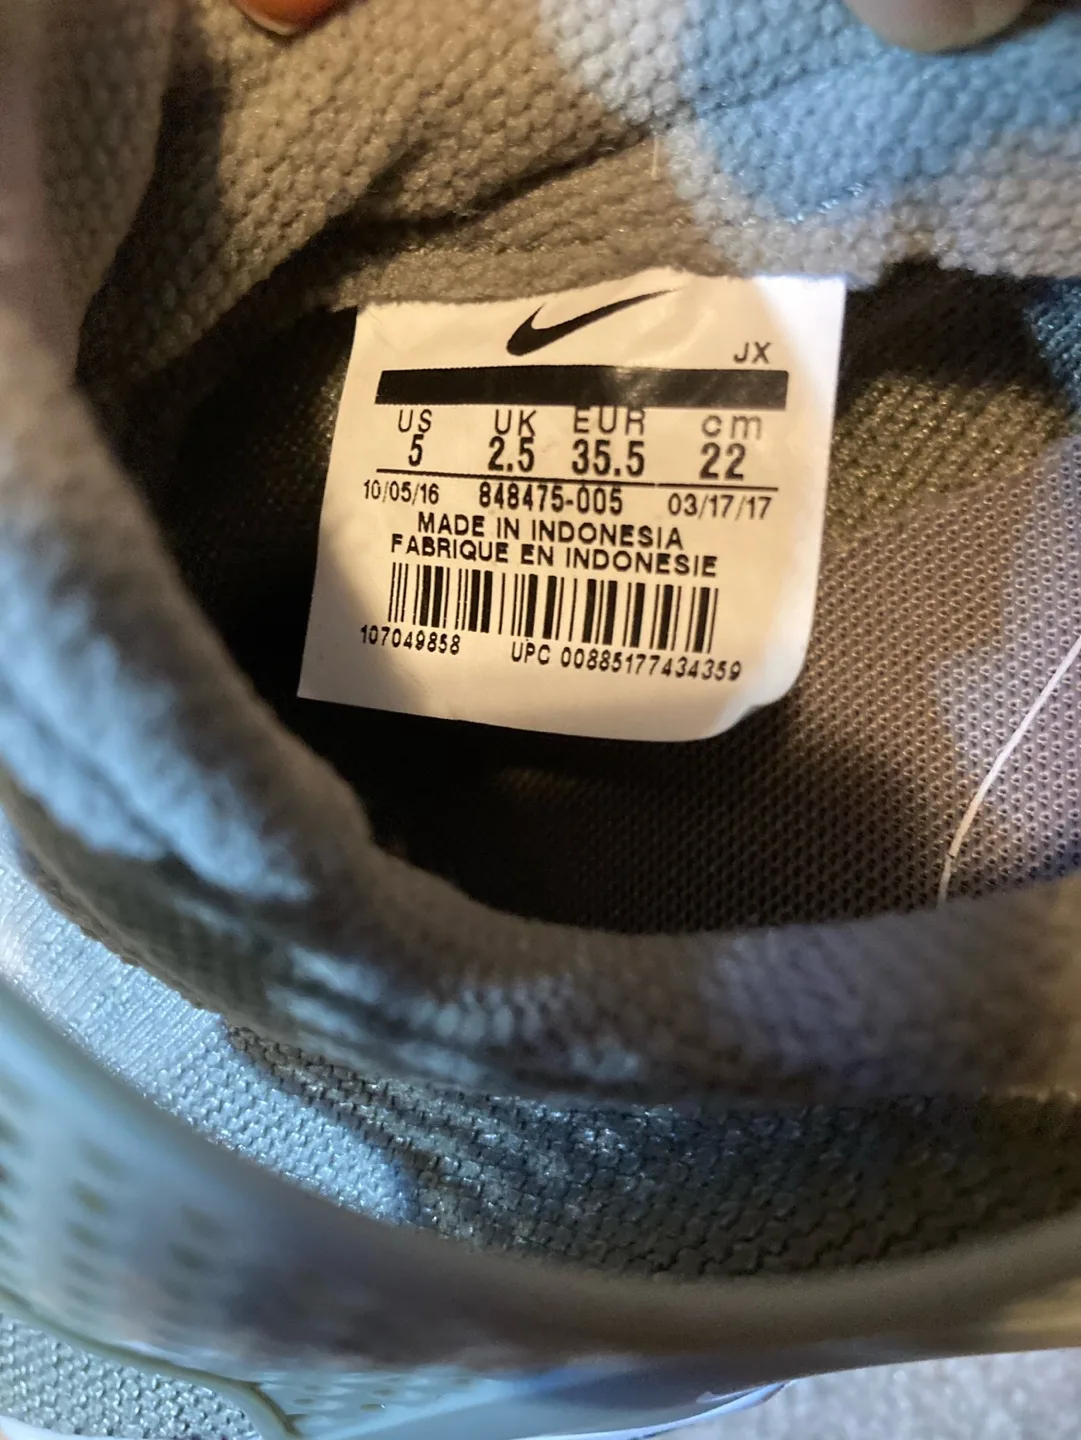 JX
US UK EUR cm
5 2.5 35.5 22
10/05/16 848475-005 03/17/17
MADE IN INDONESIA
FABRIQUE EN INDONESIE
107049858 UPC 00885177434359